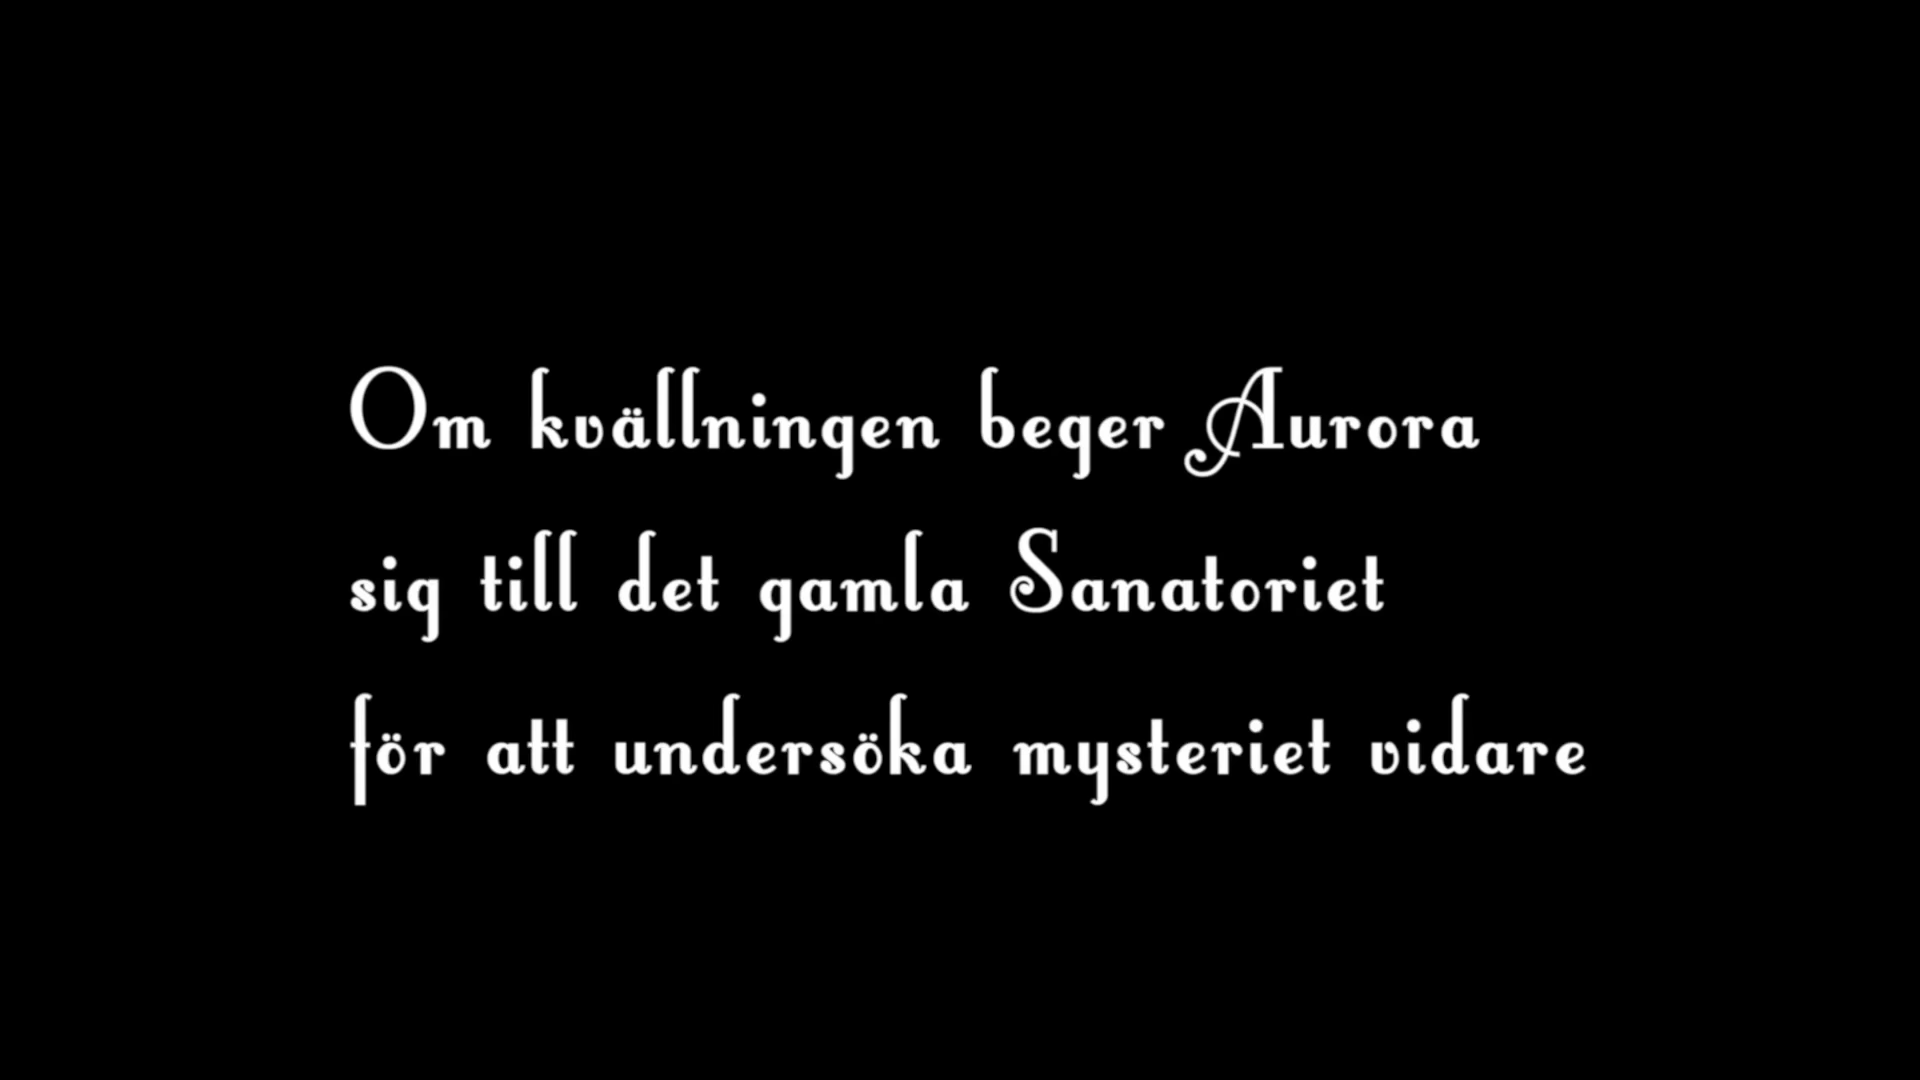 Om kvällningen beger Aurora
sig till det gamla Sanatoriet
för att undersöka mysteriet vidare